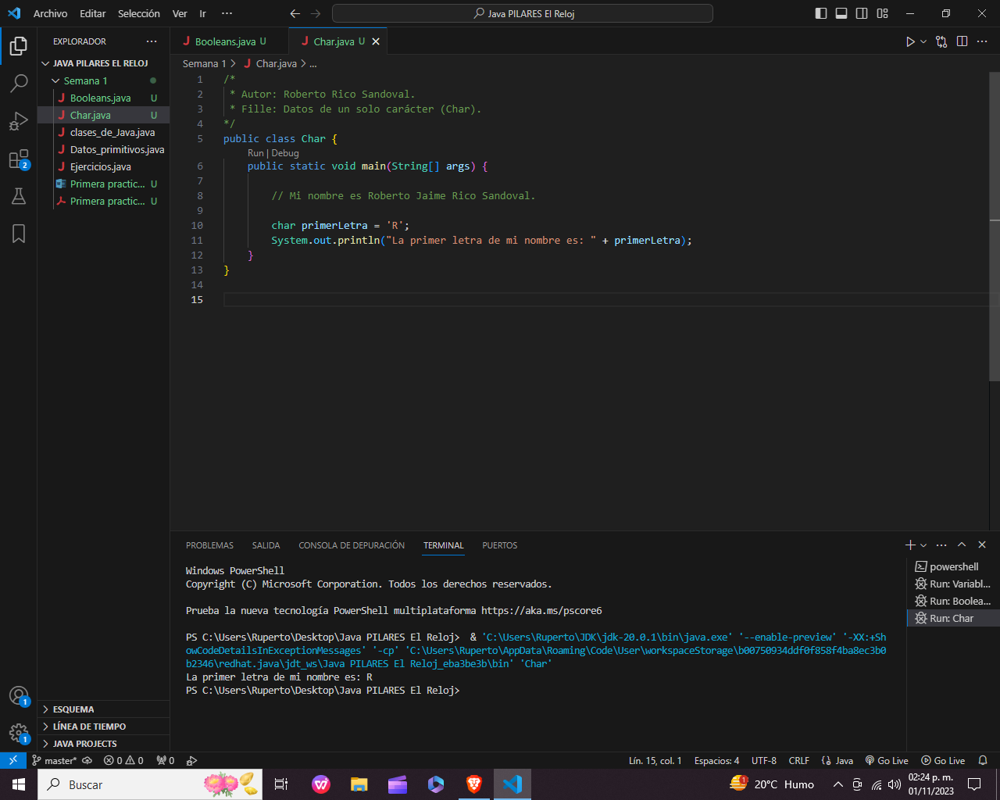 Archivo Editar Selección Ver Ir ··· Java PILARES El Reloj
EXPLORADOR ···
JAVA PILARES EL RELOJ
Semana 1
Booleans.java U
Char.java U
clases_de_Java.java
Datos_primitivos.java
Ejercicios.java
Primera practic... U
Primera practic... U
ESQUEMA
LÍNEA DE TIEMPO
JAVA PROJECTS
2
1
1
Booleans.java U Char.java U
Semana 1 > Char.java > ...
1 /*
2 * Autor: Roberto Rico Sandoval.
3 * Fille: Datos de un solo carácter (Char).
4 */
5 public class Char {
Run | Debug
6 public static void main(String[] args) {
7
8 // Mi nombre es Roberto Jaime Rico Sandoval.
9
10 char primerLetra = 'R';
11 System.out.println("La primer letra de mi nombre es: " + primerLetra);
12 }
13 }
14
15
PROBLEMAS SALIDA CONSOLA DE DEPURACIÓN TERMINAL PUERTOS
Windows PowerShell
Copyright (C) Microsoft Corporation. Todos los derechos reservados.
Prueba la nueva tecnología PowerShell multiplataforma https://aka.ms/pscore6
PS C:\Users\Ruperto\Desktop\Java PILARES El Reloj> & 'C:\Users\Ruperto\JDK\jdk-20.0.1\bin\java.exe' '--enable-preview' '-XX:+Sh
owCodeDetailsInExceptionMessages' '-cp' 'C:\Users\Ruperto\AppData\Roaming\Code\User\workspaceStorage\b00750934ddf0f858f4ba8ec3b0
b2346\redhat.java\jdt_ws\Java PILARES El Reloj_eba3be3b\bin' 'Char'
La primer letra de mi nombre es: R
PS C:\Users\Ruperto\Desktop\Java PILARES El Reloj>
powershell
Run: Variabl...
Run: Boolea...
Run: Char
master* 0 0 0 Lín. 15, col. 1 Espacios: 4 UTF-8 CRLF Java Go Live Go Live
Buscar 1 20°C Humo 02:24 p. m.
01/11/2023